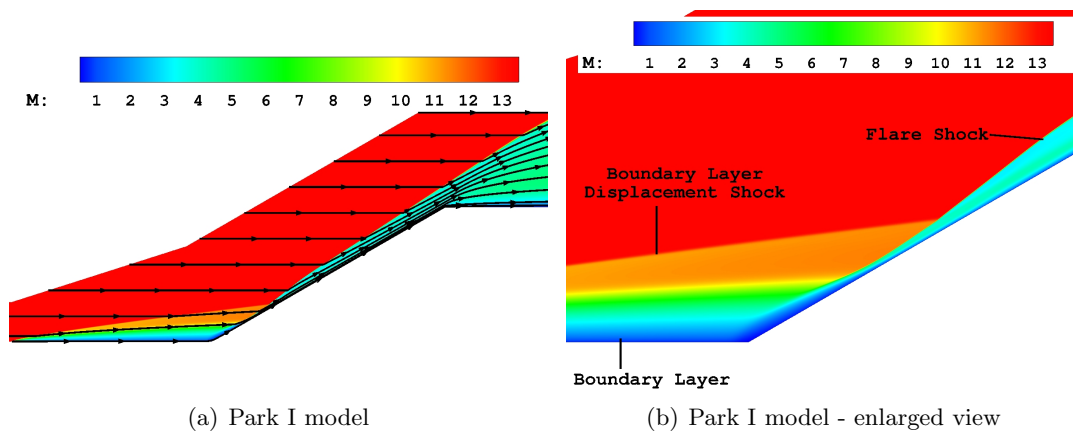 M: 1 2 3 4 5 6 7 8 9 10 11 12 13
M: 1 2 3 4 5 6 7 8 9 10 11 12 13
Flare Shock
Boundary Layer
Displacement Shock
Boundary Layer
(a) Park I model
(b) Park I model - enlarged view